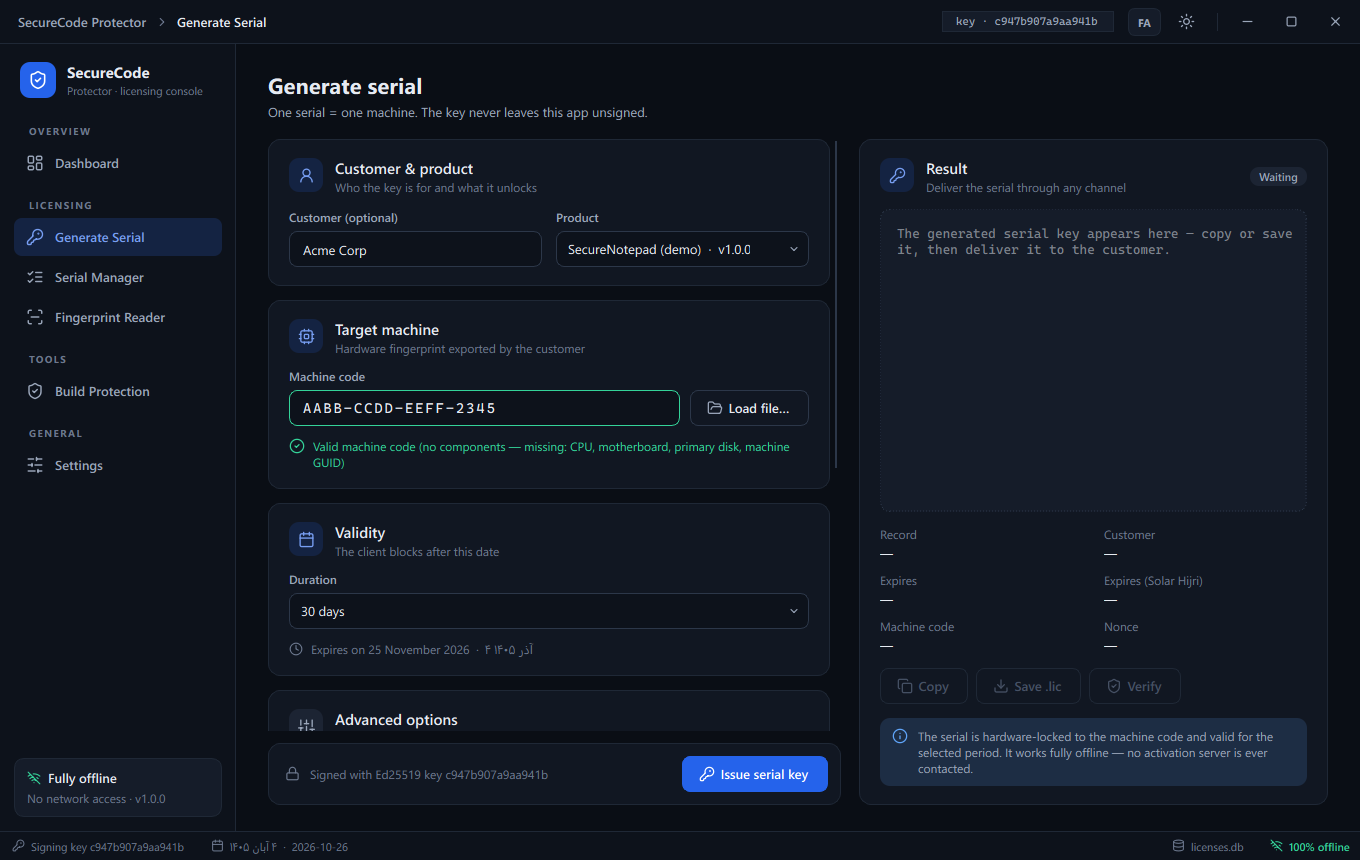 SecureCode Protector > Generate Serial
key · c947b907a9aa941b
FA
SecureCode
Protector · licensing console
OVERVIEW
Dashboard
LICENSING
Generate Serial
Serial Manager
Fingerprint Reader
TOOLS
Build Protection
GENERAL
Settings
Fully offline
No network access · v1.0.0
Generate serial
One serial = one machine. The key never leaves this app unsigned.
Customer & product
Who the key is for and what it unlocks
Customer (optional)
Product
Acme Corp
SecureNotepad (demo) · v1.0.0
Target machine
Hardware fingerprint exported by the customer
Machine code
AABB-CCDD-EEFF-2345
Load file...
Valid machine code (no components — missing: CPU, motherboard, primary disk, machine
GUID)
Validity
The client blocks after this date
Duration
30 days
Expires on 25 November 2026 · ۴ آذر ۱۴۰۵
Advanced options
Signed with Ed25519 key c947b907a9aa941b
Issue serial key
Result
Deliver the serial through any channel
Waiting
The generated serial key appears here — copy or save
it, then deliver it to the customer.
Record
Customer
—
—
Expires
Expires (Solar Hijri)
—
—
Machine code
Nonce
—
—
Copy
Save .lic
Verify
The serial is hardware-locked to the machine code and valid for the
selected period. It works fully offline — no activation server is ever
contacted.
Signing key c947b907a9aa941b
۴ آبان ۱۴۰۵ · 2026-10-26
licenses.db
100% offline